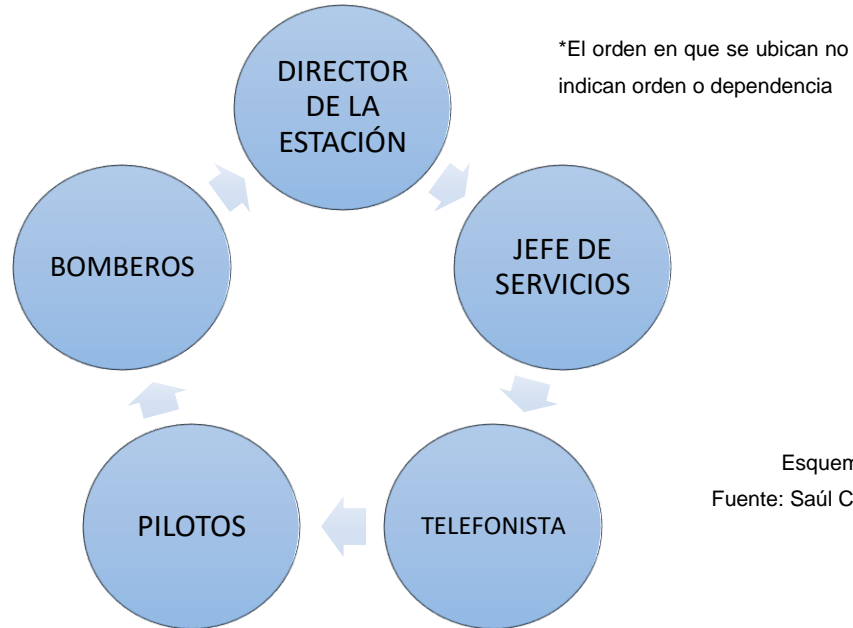 DIRECTOR
DE LA
ESTACIÓN
*El orden en que se ubican no
indican orden o dependencia
JEFE DE
SERVICIOS
BOMBEROS
TELEFONISTA
PILOTOS
Fuente: Saúl